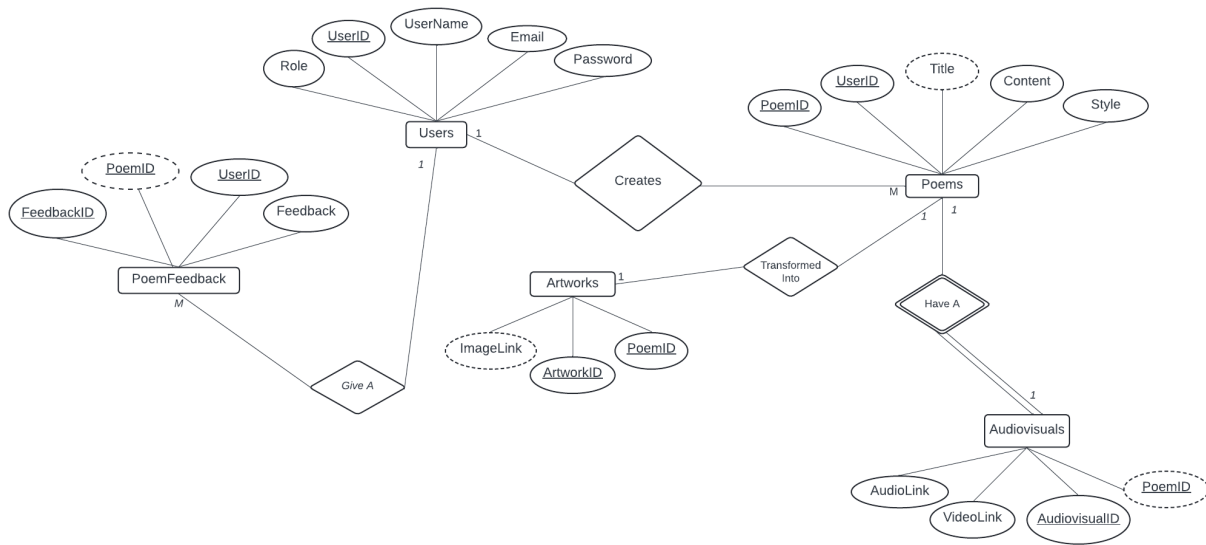 UserName
UserID
Email
Role
Password
Title
UserID
Content
PoemID
Style
Users
1
1
PoemID
UserID
FeedbackID
Feedback
Creates
Poems
M
1
1
PoemFeedback
M
Artworks
1
Transformed
Into
Have A
ImageLink
ArtworkID
PoemID
Give A
1
Audiovisuals
AudioLink
VideoLink
AudiovisualID
PoemID